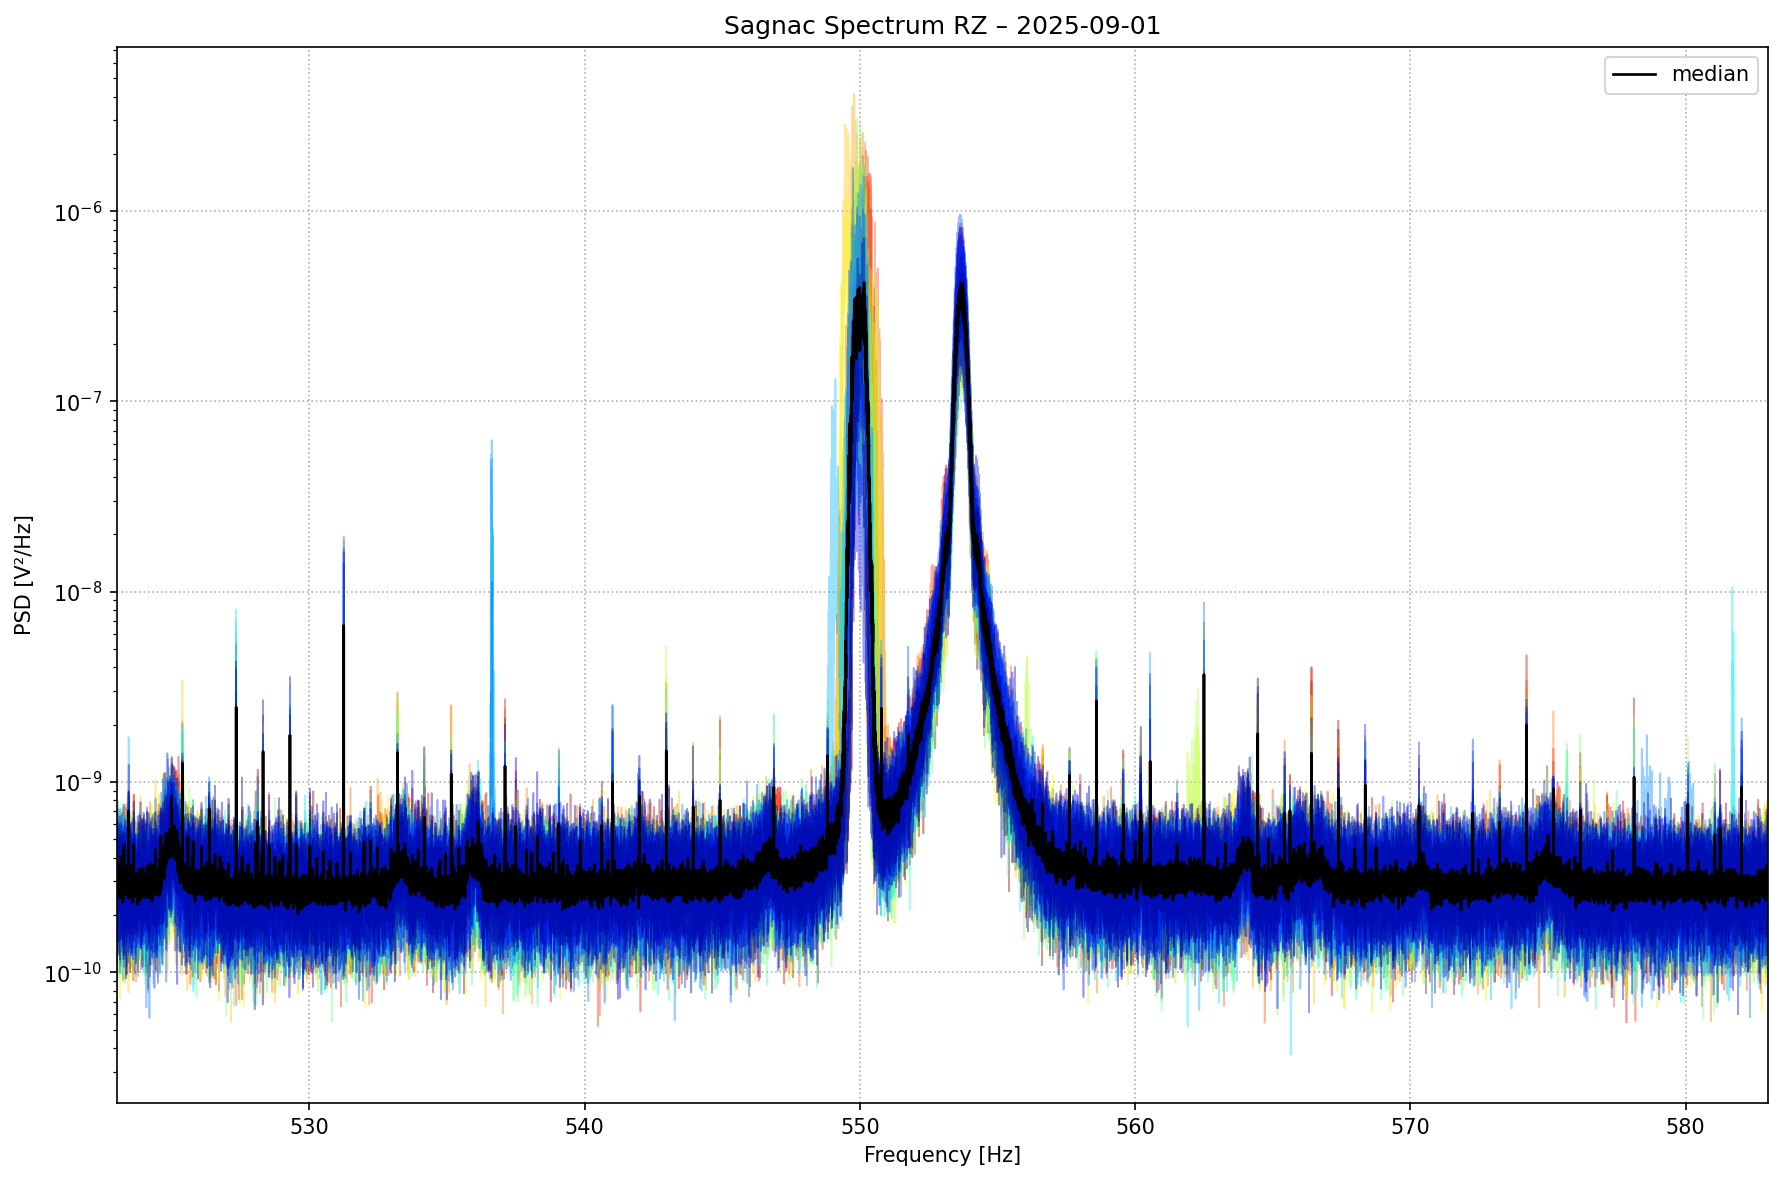 Sagnac Spectrum RZ – 2025-09-01
median
PSD [V²/Hz]
10⁻⁶
10⁻⁷
10⁻⁸
10⁻⁹
10⁻¹⁰
530 540 550 560 570 580
Frequency [Hz]